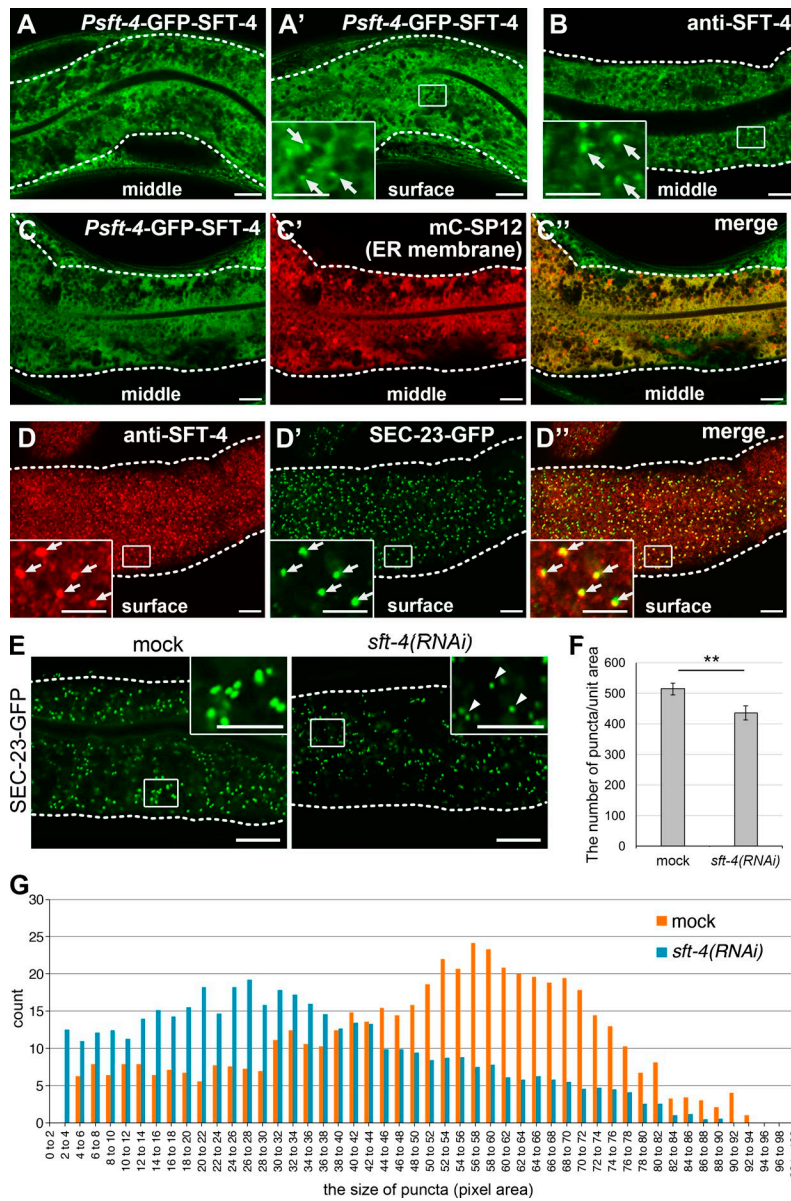 A Psft-4-GFP-SFT-4 middle
A’ Psft-4-GFP-SFT-4 surface
B anti-SFT-4 middle
C Psft-4-GFP-SFT-4 middle
C’ mC-SP12
(ER membrane) middle
C’’ merge middle
D anti-SFT-4 surface
D’ SEC-23-GFP surface
D’’ merge surface
E mock sft-4(RNAi)
SEC-23-GFP
F
**
The number of puncta/unit area
600
500
400
300
200
100
0
mock sft-4(RNAi)
G
30
25
20
15
10
5
0
count
mock
sft-4(RNAi)
0 to 2
2 to 4
4 to 6
6 to 8
8 to 10
10 to 12
12 to 14
14 to 16
16 to 18
18 to 20
20 to 22
22 to 24
24 to 26
26 to 28
28 to 30
30 to 32
32 to 34
34 to 36
36 to 38
38 to 40
40 to 42
42 to 44
44 to 46
46 to 48
48 to 50
50 to 52
52 to 54
54 to 56
56 to 58
58 to 60
60 to 62
62 to 64
64 to 66
66 to 68
68 to 70
70 to 72
72 to 74
74 to 76
76 to 78
78 to 80
80 to 82
82 to 84
84 to 86
86 to 88
88 to 90
90 to 92
92 to 94
94 to 96
96 to 98
the size of puncta (pixel area)